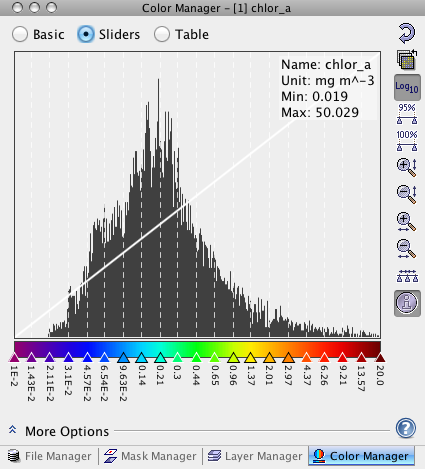 Color Manager - [1] chlor_a
Basic Sliders Table
Name: chlor_a
Unit: mg m^-3
Min: 0.019
Max: 50.029
Log10
95%
100%
1E-2 1.43E-2 2.11E-2 3.1E-2 4.57E-2 6.54E-2 9.63E-2 0.14 0.21 0.3 0.44 0.65 0.96 1.37 2.01 2.97 4.37 6.26 9.21 13.57 20.0
More Options
File Manager Mask Manager Layer Manager Color Manager